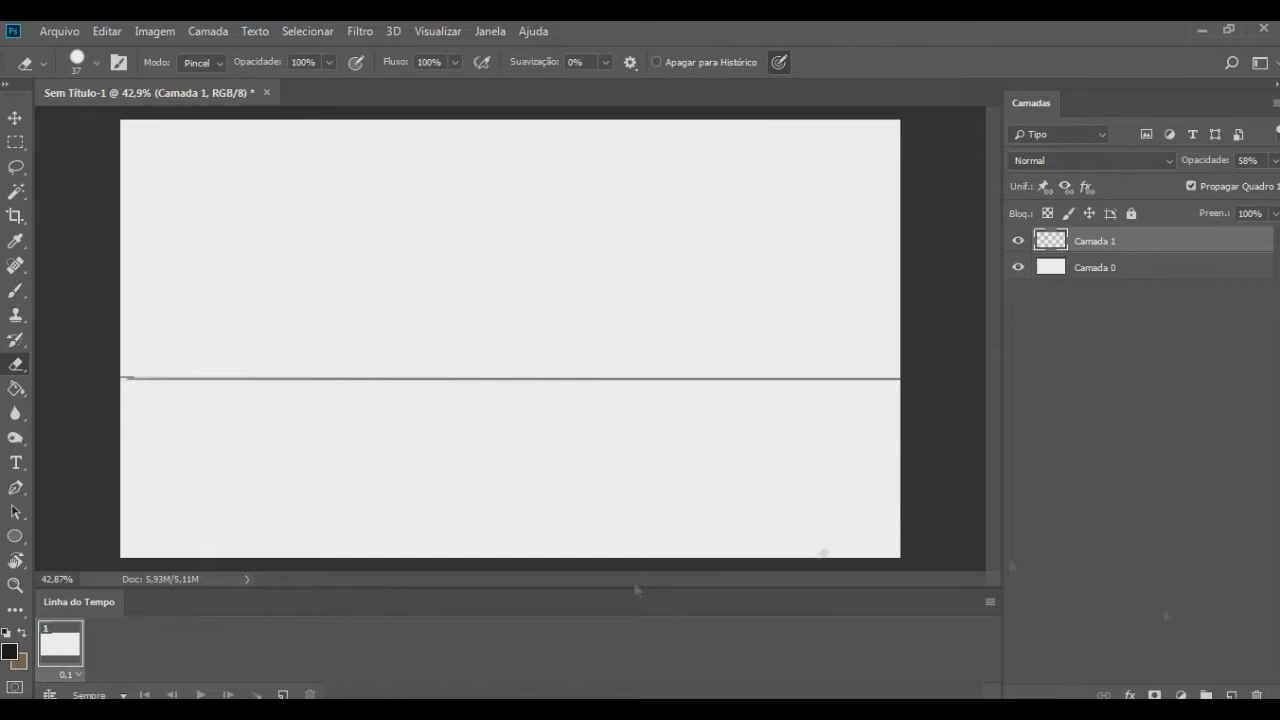 Ps Arquivo Editar Imagem Camada Texto Selecionar Filtro 3D Visualizar Janela Ajuda
37 Modo: Pincel Opacidade: 100% Fluxo: 100% Suavização: 0% Apagar para Histórico
Sem Título-1 @ 42,9% (Camada 1, RGB/8) * ×
Camadas
Tipo
Normal Opacidade: 58%
Unif.: Propagar Quadro 1
Bloq.: Preen.: 100%
Camada 1
Camada 0
42,87% Doc: 5,93M/5,11M
Linha do Tempo
1
0,1
Sempre